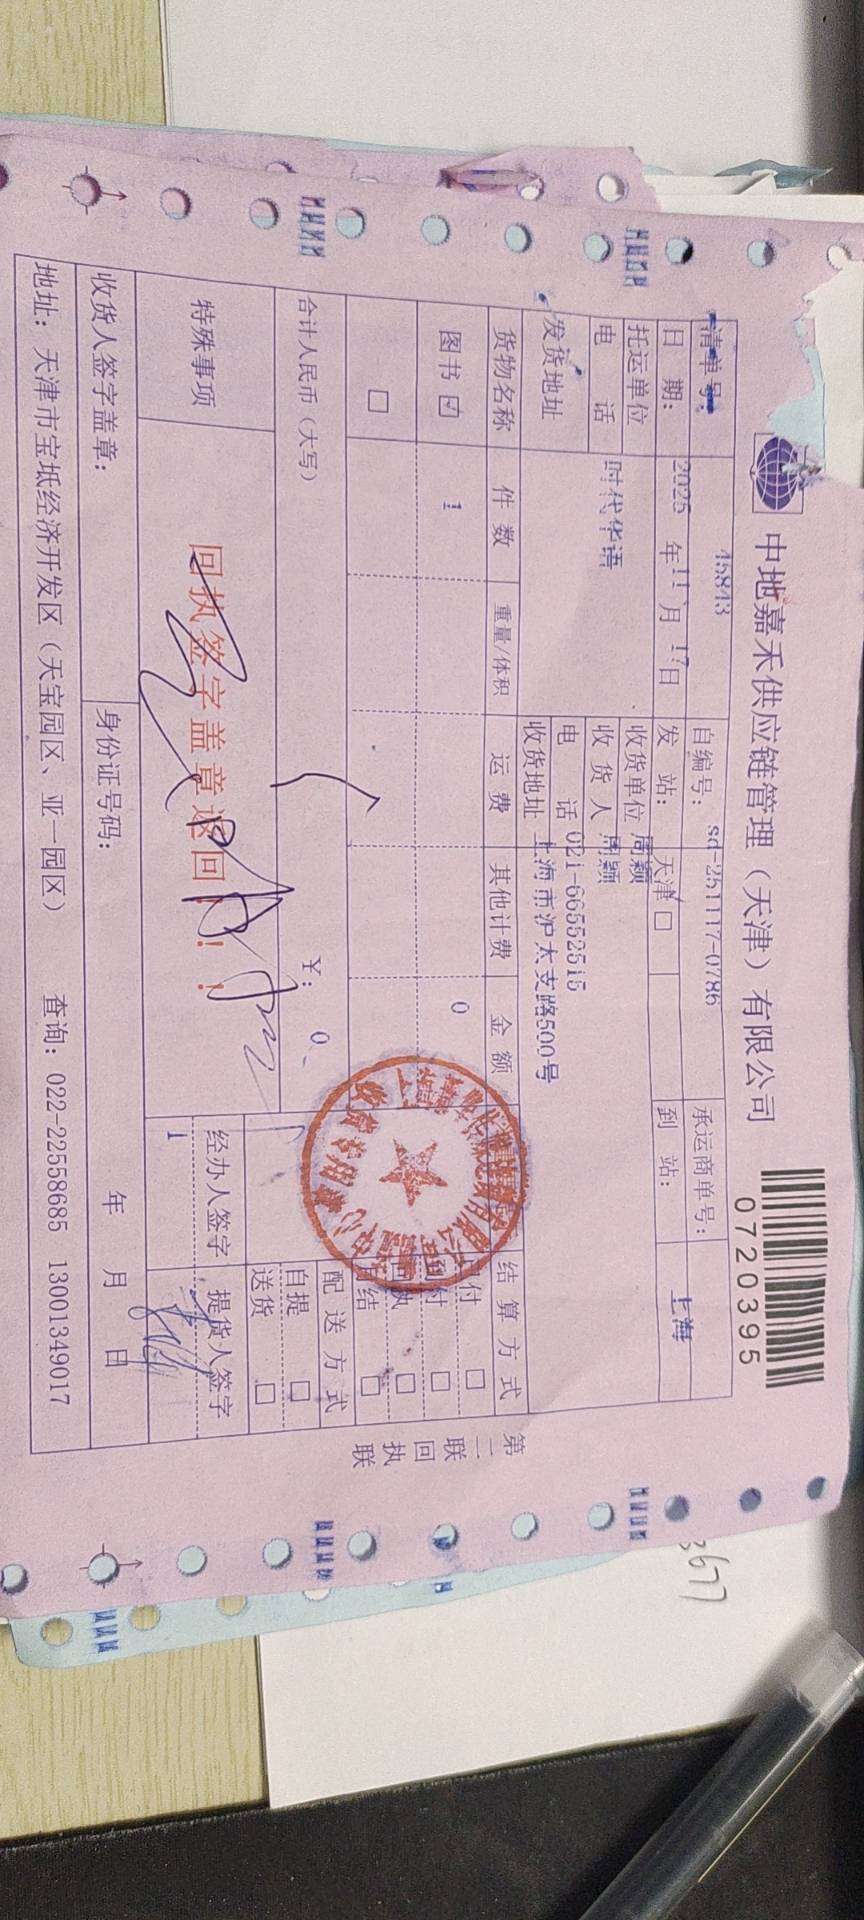 中地嘉禾供应链管理（天津）有限公司
0720395
清单号: 45843 自编号: sd-251117-0786 承运商单号:
日 期: 2025 年 11 月 17 日 发 站: 天津 □ 到 站: 上海
托运单位 时代华语 收货单位 周颖
电 话 收 货 人 周颖
发货地址 电 话 021-66552515
收货地址 上海市沪太支路500号
货物名称 件 数 重量/体积 运 费 其他计费 金 额 结 算 方 式
图书 ☑ 1 0
□
付 □
到付 □
回执 □
月结 □
合计人民币（大写） ￥: 0
配 送 方 式
自提 □
送货 □
特殊事项 回执签字盖章返回！！
经办人签字 提货人签字
1
收货人签字盖章: 身份证号码: 年 月 日
地址: 天津市宝坻经济开发区（天宝园区、亚一园区） 查询: 022-22558685 13001349017
第二联 回执联
3677